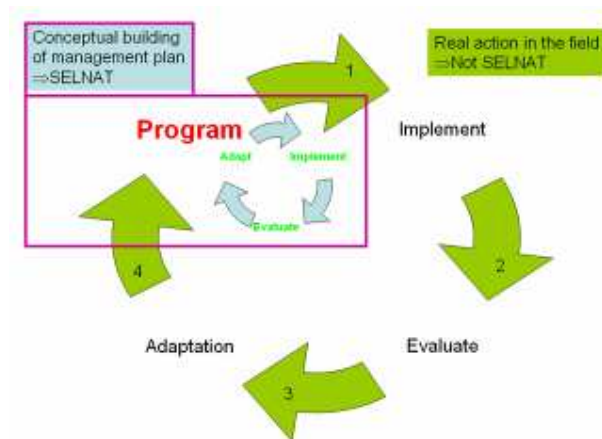 Conceptual building
of management plan
⇒SELNAT
Real action in the field
⇒Not SELNAT
1
Program
Implement
Adapt
Implement
Evaluate
2
4
Adaptation
Evaluate
3